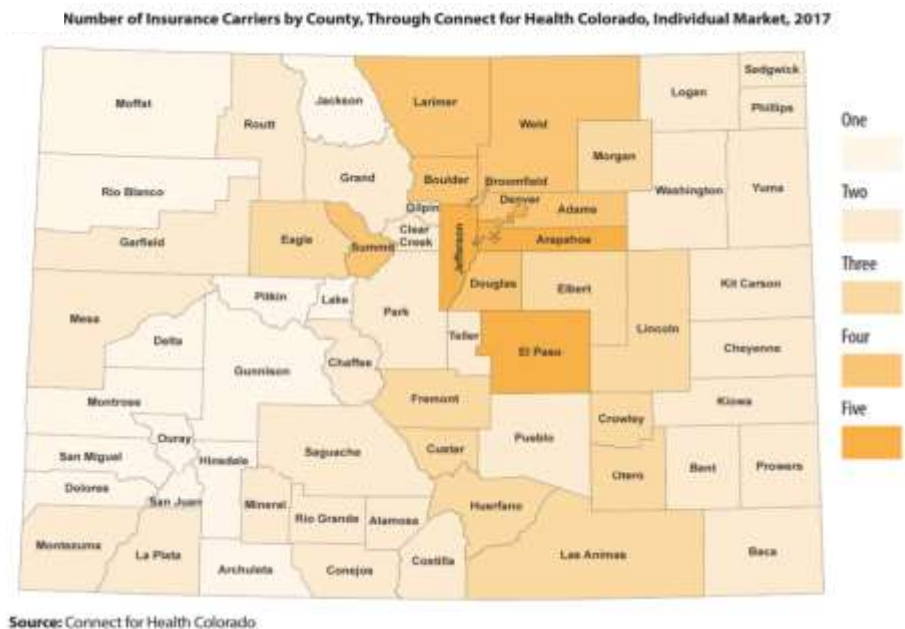 Number of Insurance Carriers by County, Through Connect for Health Colorado, Individual Market, 2017
Moffat
Routt
Jackson
Larimer
Weld
Logan
Sedgwick
Phillips
Morgan
Rio Blanco
Grand
Boulder
Broomfield
Washington
Yuma
Gilpin
Denver
Adams
Garfield
Eagle
Summit
Clear
Creek
Jefferson
Arapahoe
Pitkin
Lake
Park
Douglas
Elbert
Kit Carson
Mesa
Delta
Teller
El Paso
Lincoln
Cheyenne
Gunnison
Chaffee
Montrose
Fremont
Crowley
Kiowa
Ouray
San Miguel
Hinsdale
Saguache
Custer
Pueblo
Otero
Bent
Prowers
Dolores
San Juan
Mineral
Rio Grande
Alamosa
Huerfano
Montezuma
La Plata
Archuleta
Conejos
Costilla
Las Animas
Baca
One
Two
Three
Four
Five
Source: Connect for Health Colorado